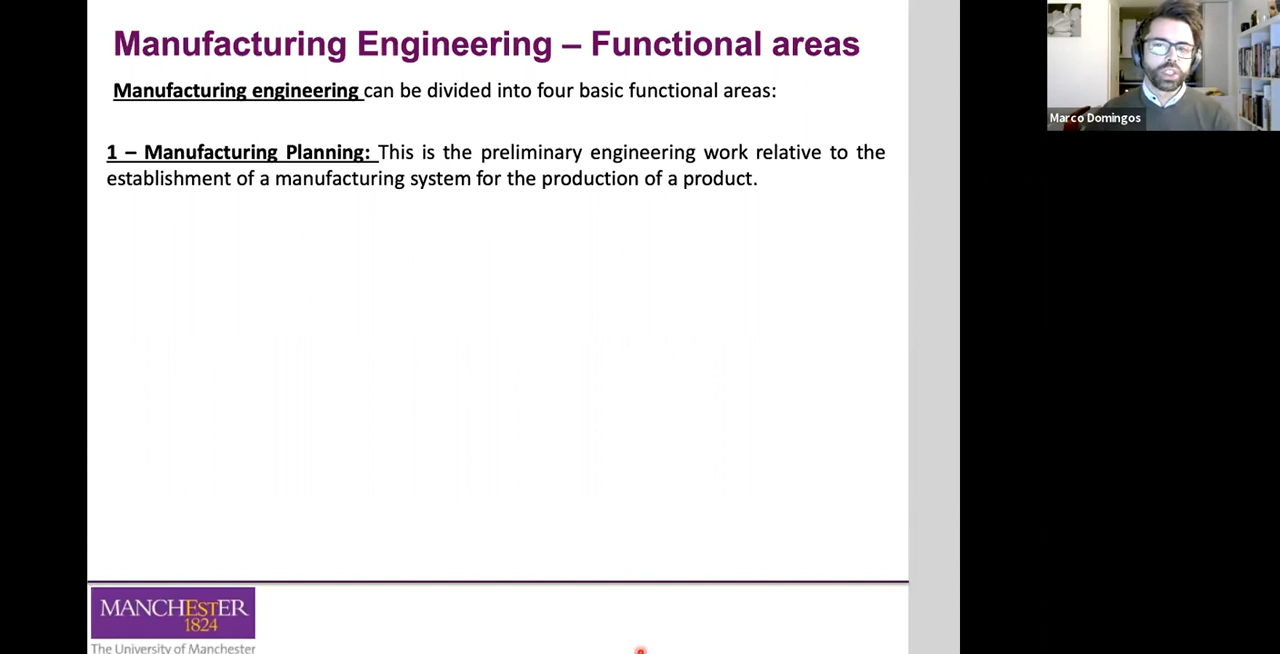 Manufacturing Engineering – Functional areas
Manufacturing engineering can be divided into four basic functional areas:
1 – Manufacturing Planning: This is the preliminary engineering work relative to the
establishment of a manufacturing system for the production of a product.
Marco Domingos
MANCHESTER
1824
The University of Manchester